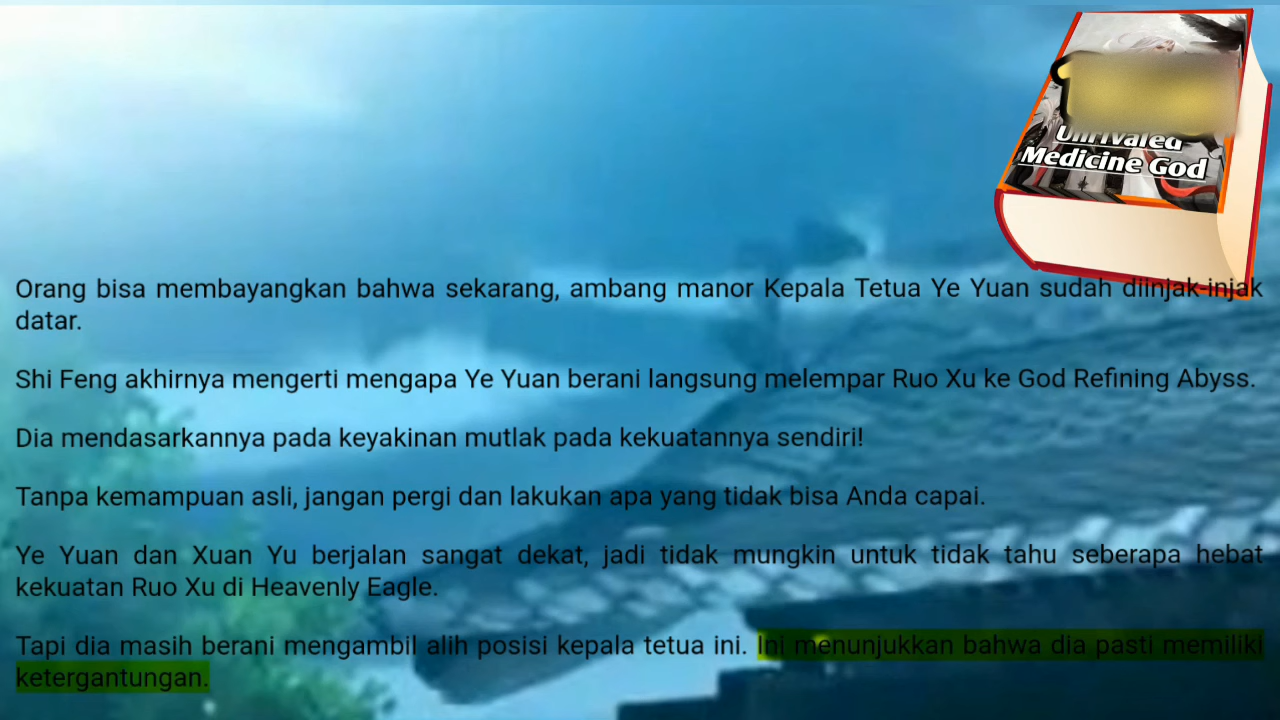 Unrivaled
Medicine God
Orang bisa membayangkan bahwa sekarang, ambang manor Kepala Tetua Ye Yuan sudah diinjak-injak
datar.
Shi Feng akhirnya mengerti mengapa Ye Yuan berani langsung melempar Ruo Xu ke God Refining Abyss.
Dia mendasarkannya pada keyakinan mutlak pada kekuatannya sendiri!
Tanpa kemampuan asli, jangan pergi dan lakukan apa yang tidak bisa Anda capai.
Ye Yuan dan Xuan Yu berjalan sangat dekat, jadi tidak mungkin untuk tidak tahu seberapa hebat
kekuatan Ruo Xu di Heavenly Eagle.
Tapi dia masih berani mengambil alih posisi kepala tetua ini. Ini menunjukkan bahwa dia pasti memiliki
ketergantungan.